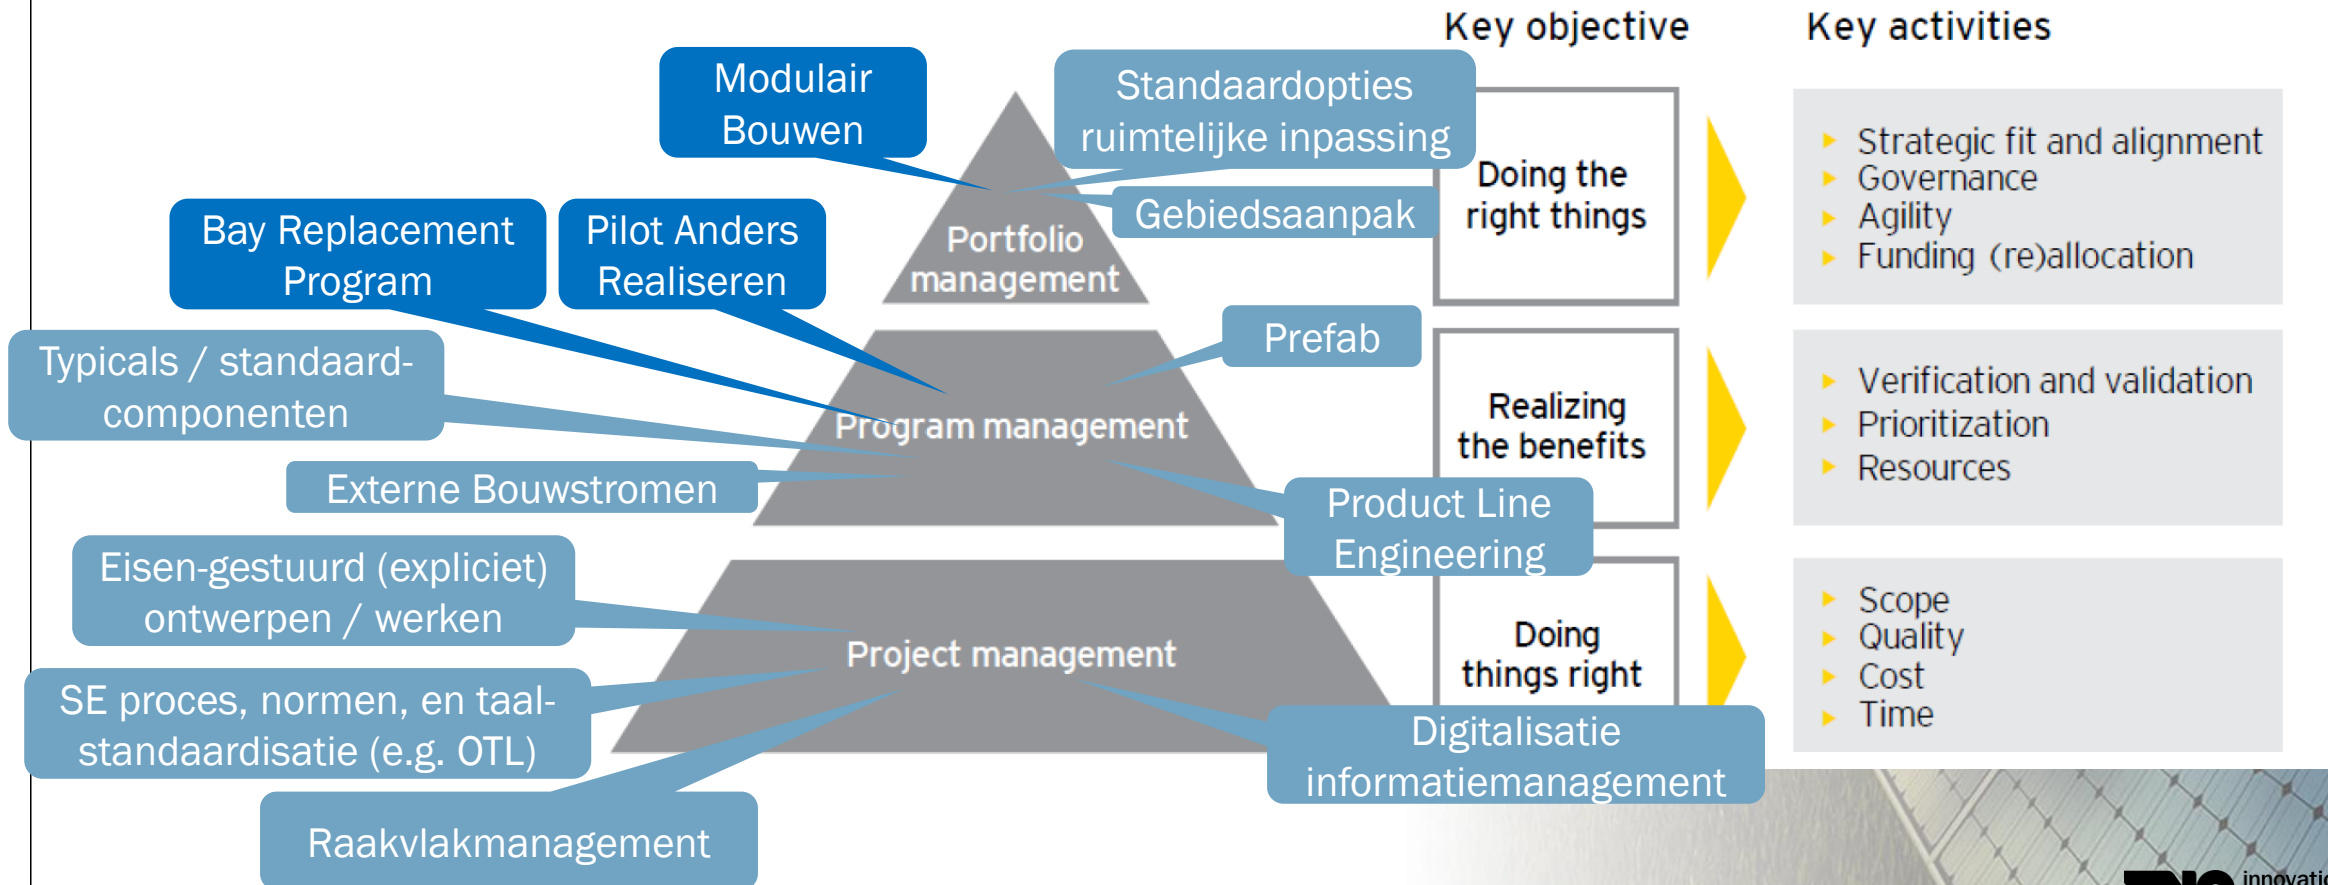 Key objective
Key activities
Modulair
Bouwen
Standaardopties
ruimtelijke inpassing
Gebiedsaanpak
Portfolio
management
Doing the
right things
Strategic fit and alignment
Governance
Agility
Funding (re)allocation
Bay Replacement
Program
Pilot Anders
Realiseren
Prefab
Typicals / standaard-
componenten
Program management
Externe Bouwstromen
Product Line
Engineering
Realizing
the benefits
Verification and validation
Prioritization
Resources
Eisen-gestuurd (expliciet)
ontwerpen / werken
Project management
SE proces, normen, en taal-
standaardisatie (e.g. OTL)
Raakvlakmanagement
Digitalisatie
informatiemanagement
Doing
things right
Scope
Quality
Cost
Time